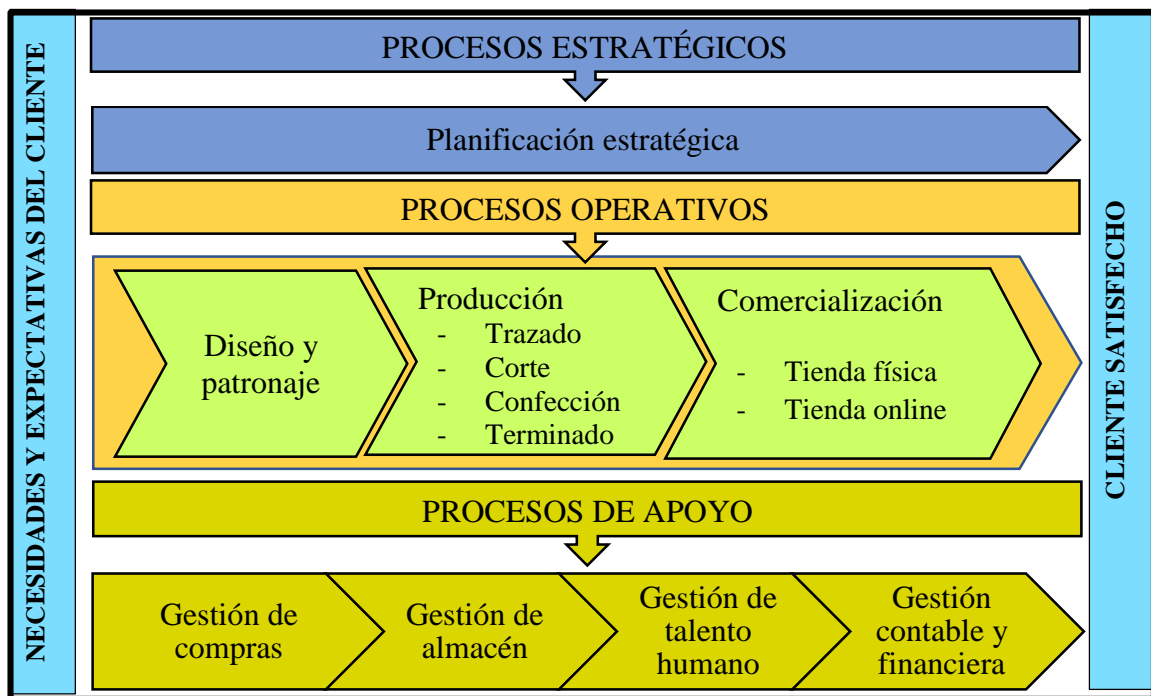 NECESIDADES Y EXPECTATIVAS DEL CLIENTE
PROCESOS ESTRATÉGICOS
Planificación estratégica
PROCESOS OPERATIVOS
Diseño y
patronaje
Producción
- Trazado
- Corte
- Confección
- Terminado
Comercialización
- Tienda física
- Tienda online
PROCESOS DE APOYO
Gestión de
compras
Gestión de
almacén
Gestión de
talento
humano
Gestión
contable y
financiera
CLIENTE SATISFECHO